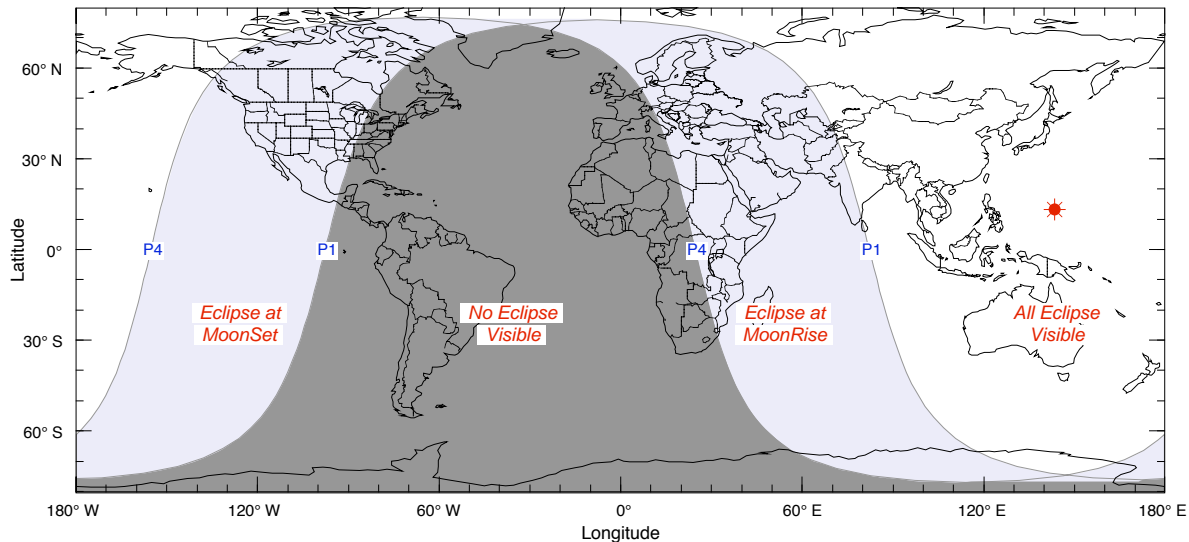 60° N
30° N
0°
30° S
60° S
Latitude
P4
P1
P4
P1
Eclipse at
MoonSet
No Eclipse
Visible
Eclipse at
MoonRise
All Eclipse
Visible
180° W
120° W
60° W
0°
60° E
120° E
180° E
Longitude